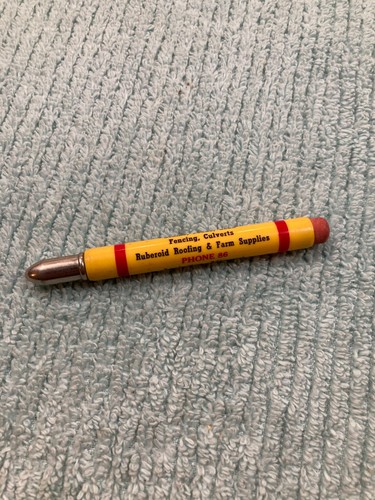 Fencing, Culverts
Ruberoid Roofing & Farm Supplies
PHONE 86